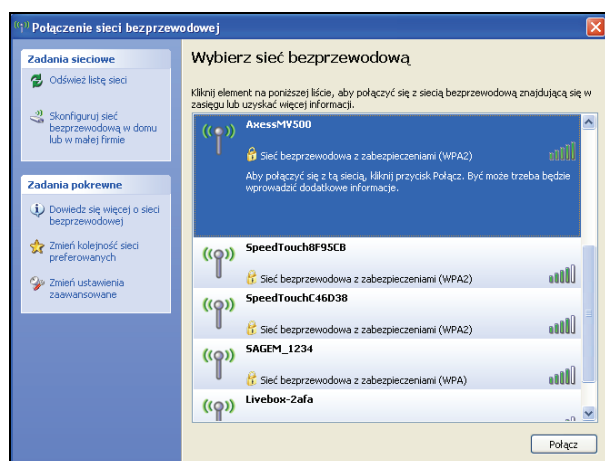 Połączenie sieci bezprzewodowej
Zadania sieciowe
Odśwież listę sieci
Skonfiguruj sieć
bezprzewodową w domu
lub w małej firmie
Zadania pokrewne
Dowiedz się więcej o sieci
bezprzewodowej
Zmień kolejność sieci
preferowanych
Zmień ustawienia
zaawansowane
Wybierz sieć bezprzewodową
Kliknij element na poniższej liście, aby połączyć się z siecią bezprzewodową znajdującą się w
zasięgu lub uzyskać więcej informacji.
AxessMV500
Sieć bezprzewodowa z zabezpieczeniami (WPA2)
Aby połączyć się z tą siecią, kliknij przycisk Połącz. Być może trzeba będzie
wprowadzić dodatkowe informacje.
SpeedTouch8F95CB
Sieć bezprzewodowa z zabezpieczeniami (WPA2)
SpeedTouchC46D38
Sieć bezprzewodowa z zabezpieczeniami (WPA2)
SAGEM_1234
Sieć bezprzewodowa z zabezpieczeniami (WPA)
Livebox-2afa
Połącz